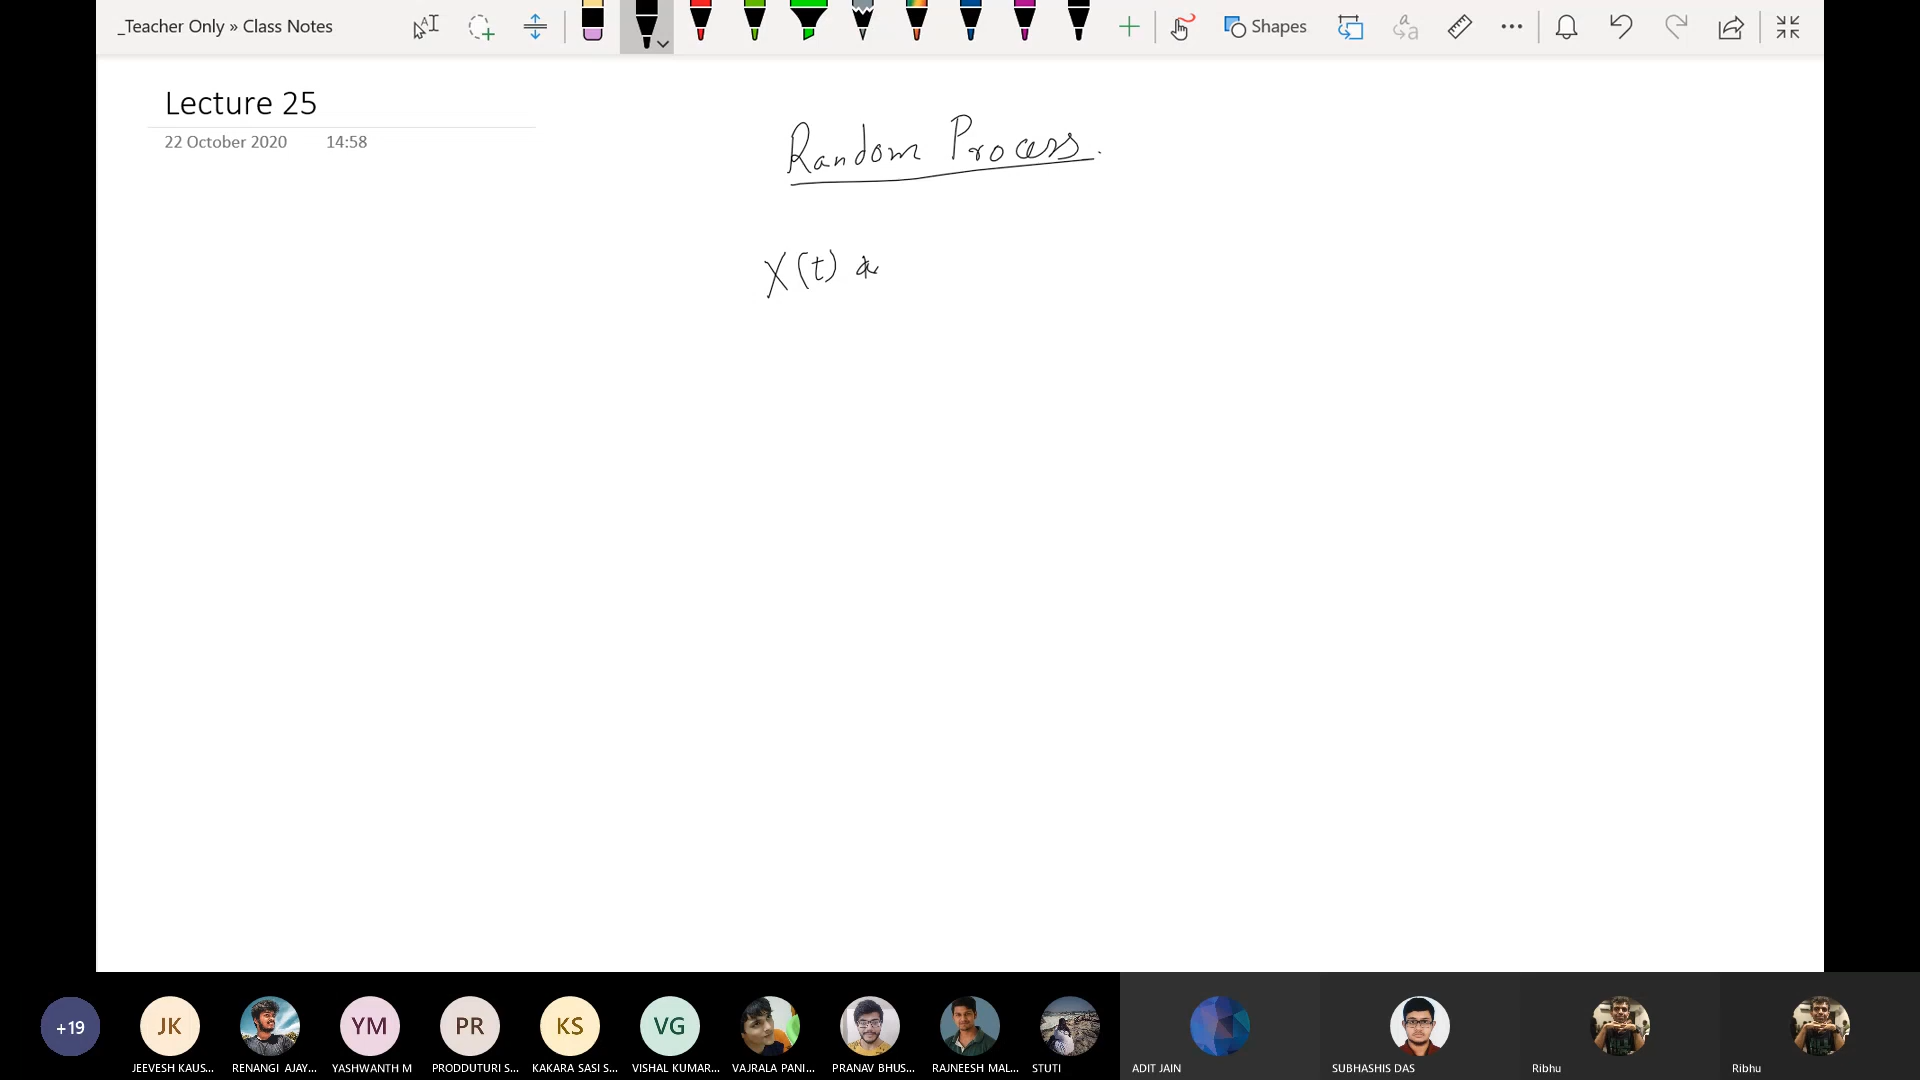 _Teacher Only » Class Notes
Shapes
Lecture 25
22 October 2020 14:58
Random Process.
X(t)
+19
JK
YM
PR
KS
VG
JEEVESH KAUS...
RENANGI AJAY...
YASHWANTH M
PRODDUTURI S...
KAKARA SASI S...
VISHAL KUMAR...
VAJRALA PANI...
PRANAV BHUS...
RAJNEESH MAL...
STUTI
ADIT JAIN
SUBHASHIS DAS
Ribhu
Ribhu